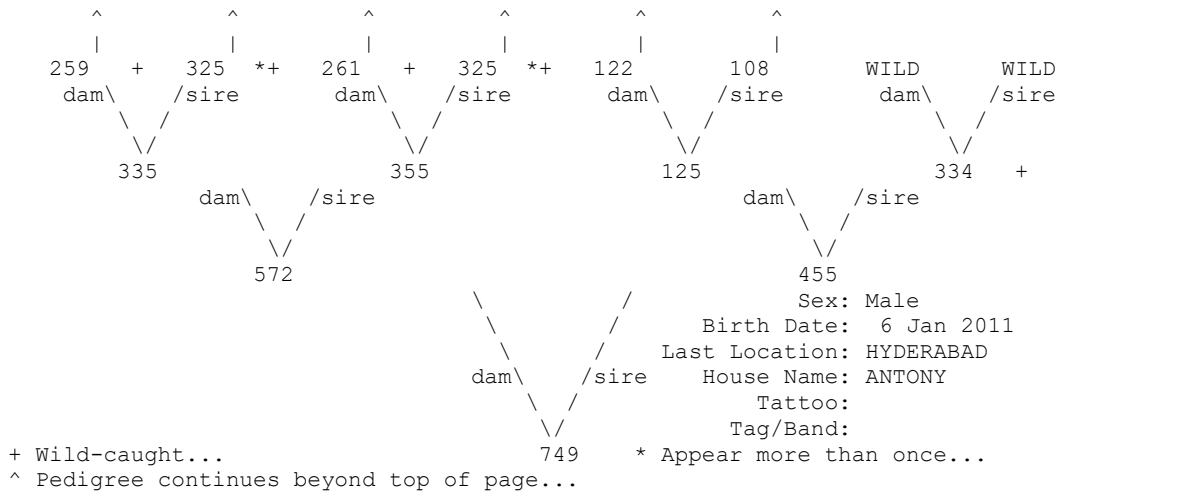 ^ ^ ^ ^ ^ ^
| | | | | |
259 + 325 *+ 261 + 325 *+ 122 108 WILD WILD
dam\ /sire dam\ /sire dam\ /sire dam\ /sire
\ / \ / \ / \ /
\/ \/ \/ \/
335 355 125 334 +
dam\ /sire dam\ /sire
\ / \ /
\/ \/
572 455
\ / Sex: Male
\ / Birth Date: 6 Jan 2011
\ / Last Location: HYDERABAD
dam\ /sire House Name: ANTONY
\ / Tattoo:
\/ Tag/Band:
+ Wild-caught... 749 * Appear more than once...
^ Pedigree continues beyond top of page...